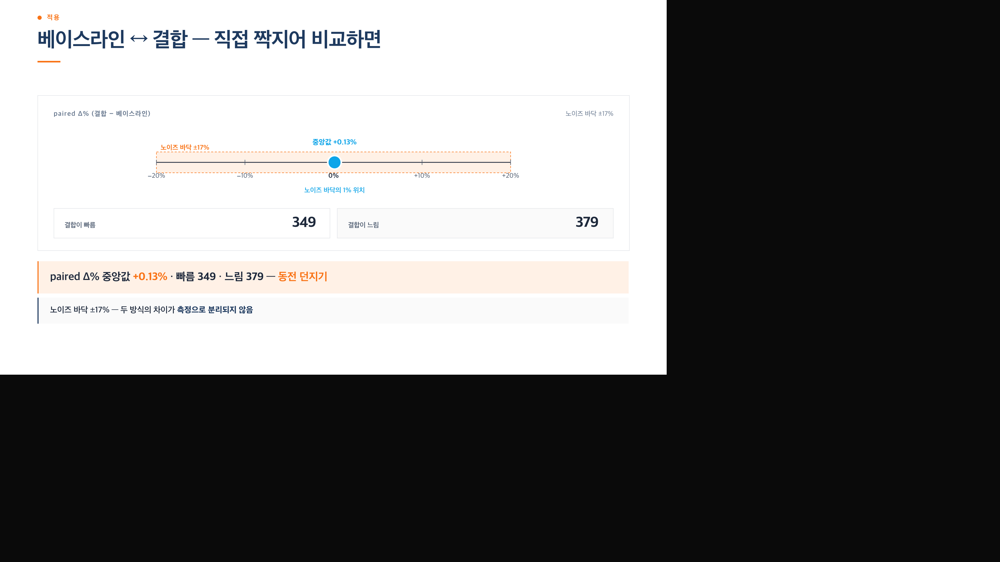 적용
베이스라인 ↔ 결합 — 직접 짝지어 비교하면
paired Δ% (결합 − 베이스라인)
노이즈 바닥 ±17%
중앙값 +0.13%
노이즈 바닥 ±17%
−20%
−10%
0%
+10%
+20%
노이즈 바닥의 1% 위치
결합이 빠름
349
결합이 느림
379
paired Δ% 중앙값 +0.13% · 빠름 349 · 느림 379 — 동전 던지기
노이즈 바닥 ±17% — 두 방식의 차이가 측정으로 분리되지 않음